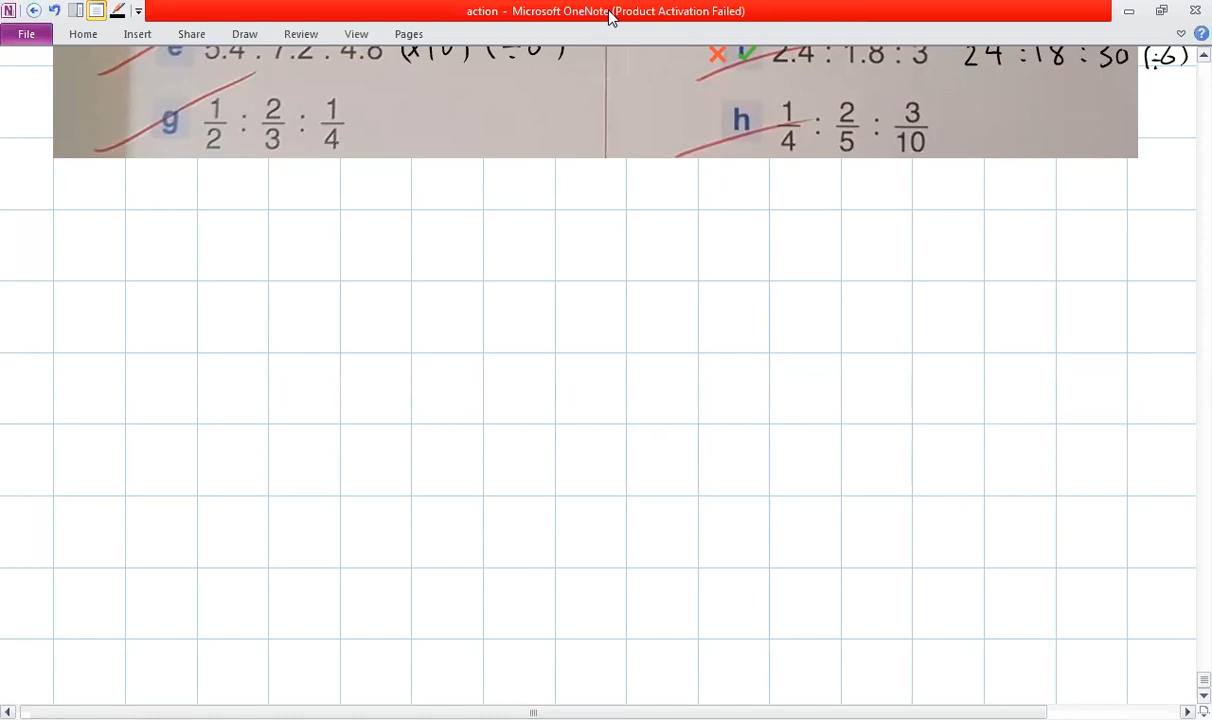 action - Microsoft OneNote (Product Activation Failed)
File Home Insert Share Draw Review View Pages
e 5.4 : 7.2 : 4.8 (×10) (÷6)
f 2.4 : 1.8 : 3 24 : 18 : 30 (÷6)
g 1/2 : 2/3 : 1/4
h 1/4 : 2/5 : 3/10